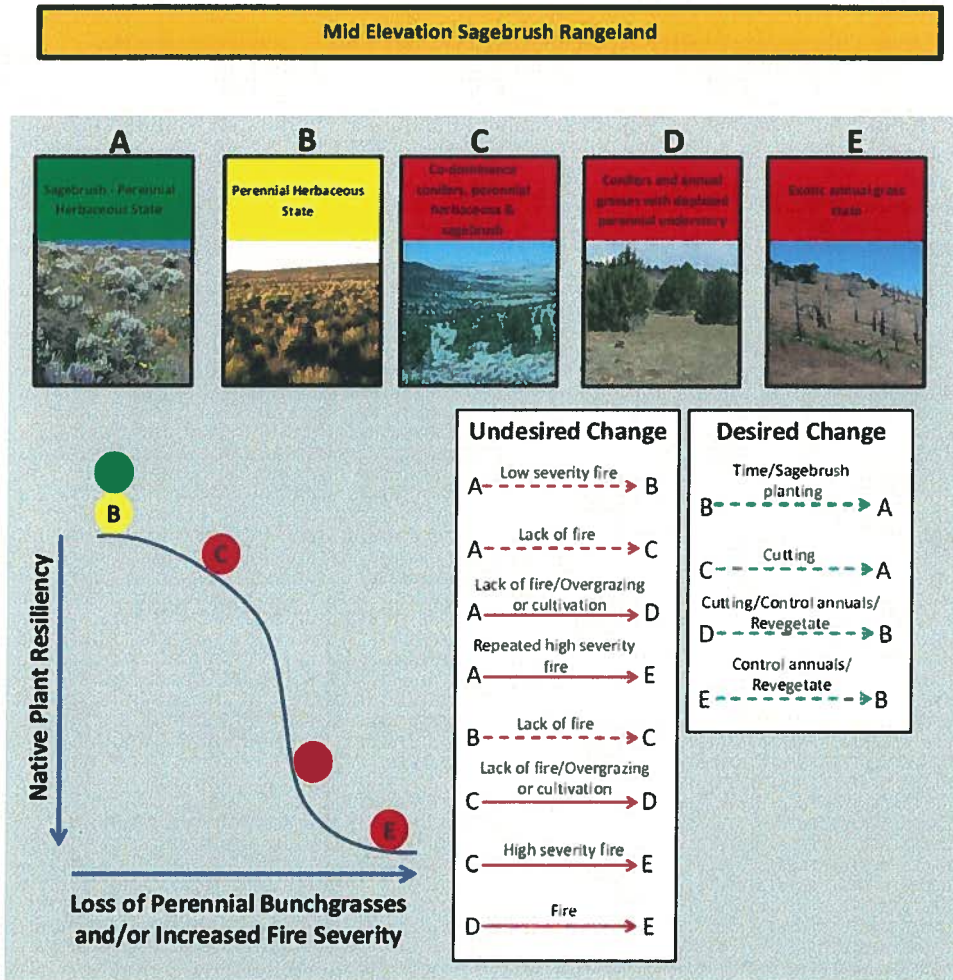 Mid Elevation Sagebrush Rangeland
A
B
C
D
E
Sagebrush - Perennial
Herbaceous State
Perennial Herbaceous
State
Co-dominance
conifers, perennial
herbaceous &
sagebrush
Conifers and annual
grasses with depleted
perennial understory
Exotic annual grass
state
B
C
E
Native Plant Resiliency
Loss of Perennial Bunchgrasses
and/or Increased Fire Severity
Undesired Change
Low severity fire
A B
Lack of fire
A C
Lack of fire/Overgrazing
or cultivation
A D
Repeated high severity
fire
A E
Lack of fire
B C
Lack of fire/Overgrazing
or cultivation
C D
High severity fire
C E
Fire
D E
Desired Change
Time/Sagebrush
planting
B A
Cutting
C A
Cutting/Control annuals/
Revegetate
D B
Control annuals/
Revegetate
E B